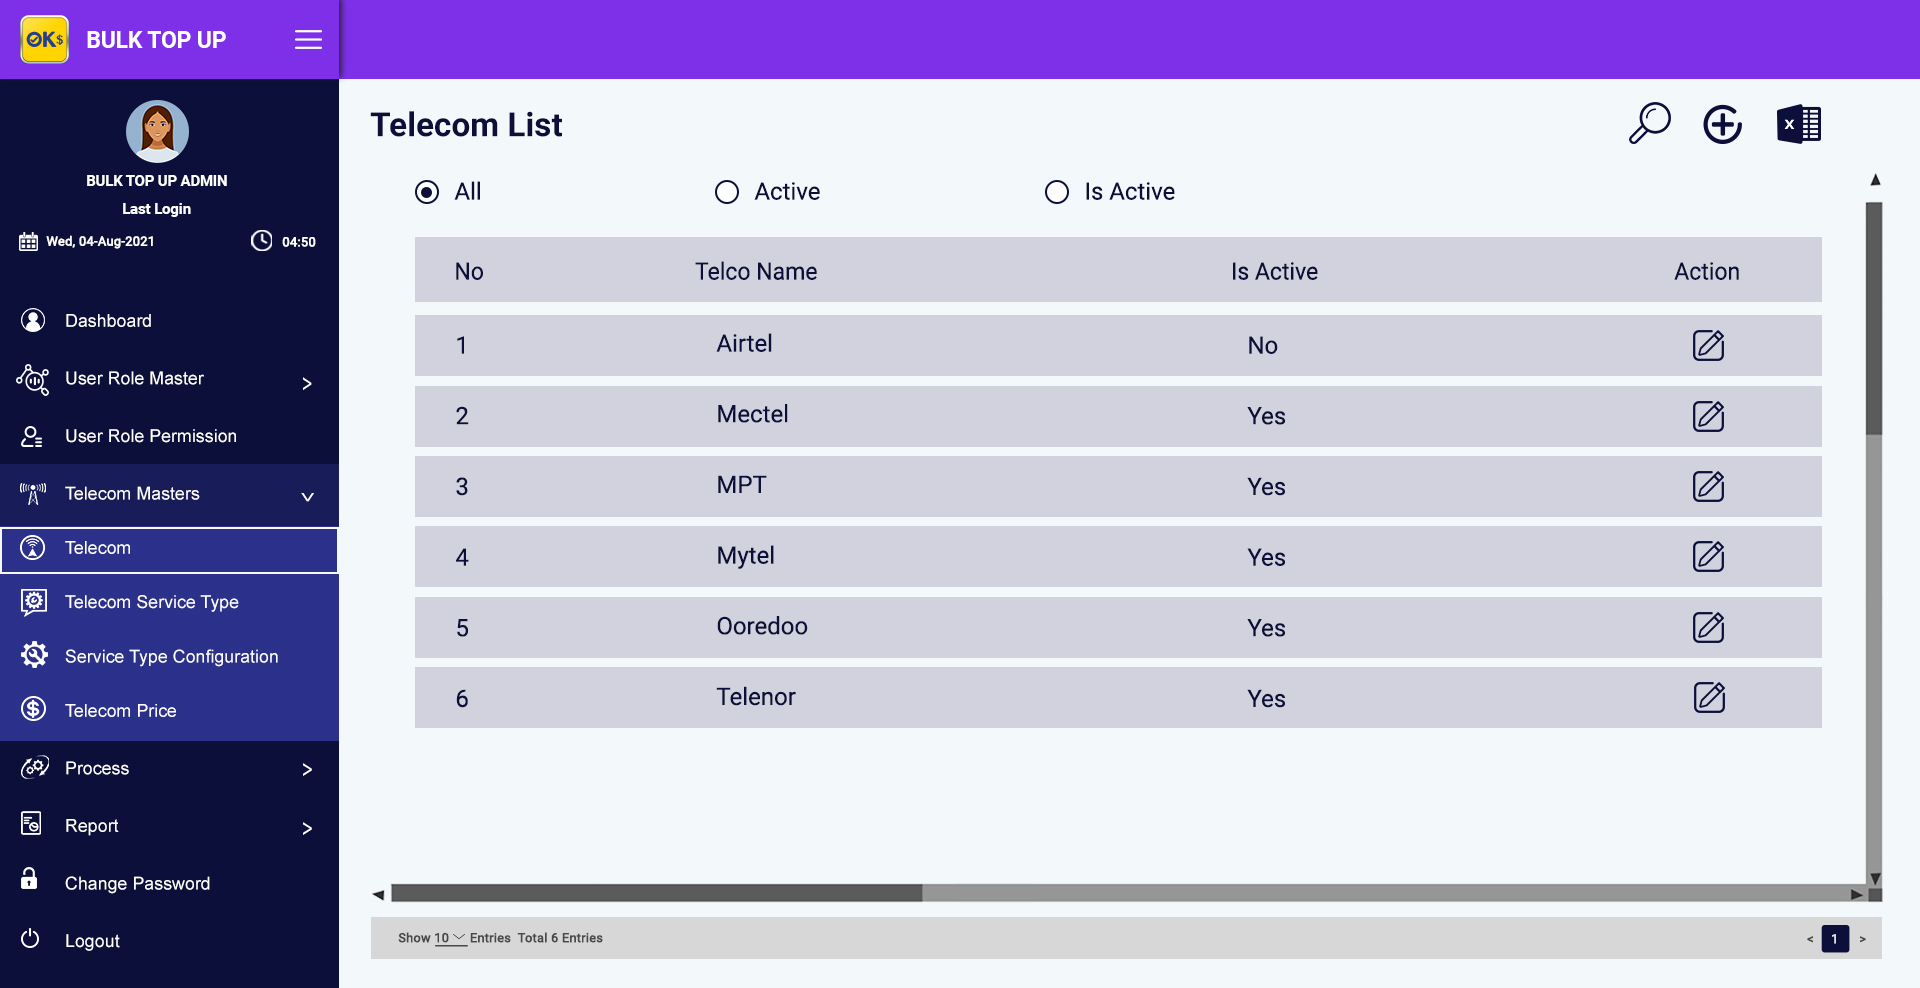 OK$ BULK TOP UP
BULK TOP UP ADMIN
Last Login
Wed, 04-Aug-2021 04:50
Dashboard
User Role Master >
User Role Permission
Telecom Masters
Telecom
Telecom Service Type
Service Type Configuration
Telecom Price
Process >
Report >
Change Password
Logout
Telecom List
X
All Active Is Active
No Telco Name Is Active Action
1 Airtel No
2 Mectel Yes
3 MPT Yes
4 Mytel Yes
5 Ooredoo Yes
6 Telenor Yes
Show 10 Entries Total 6 Entries
< 1 >